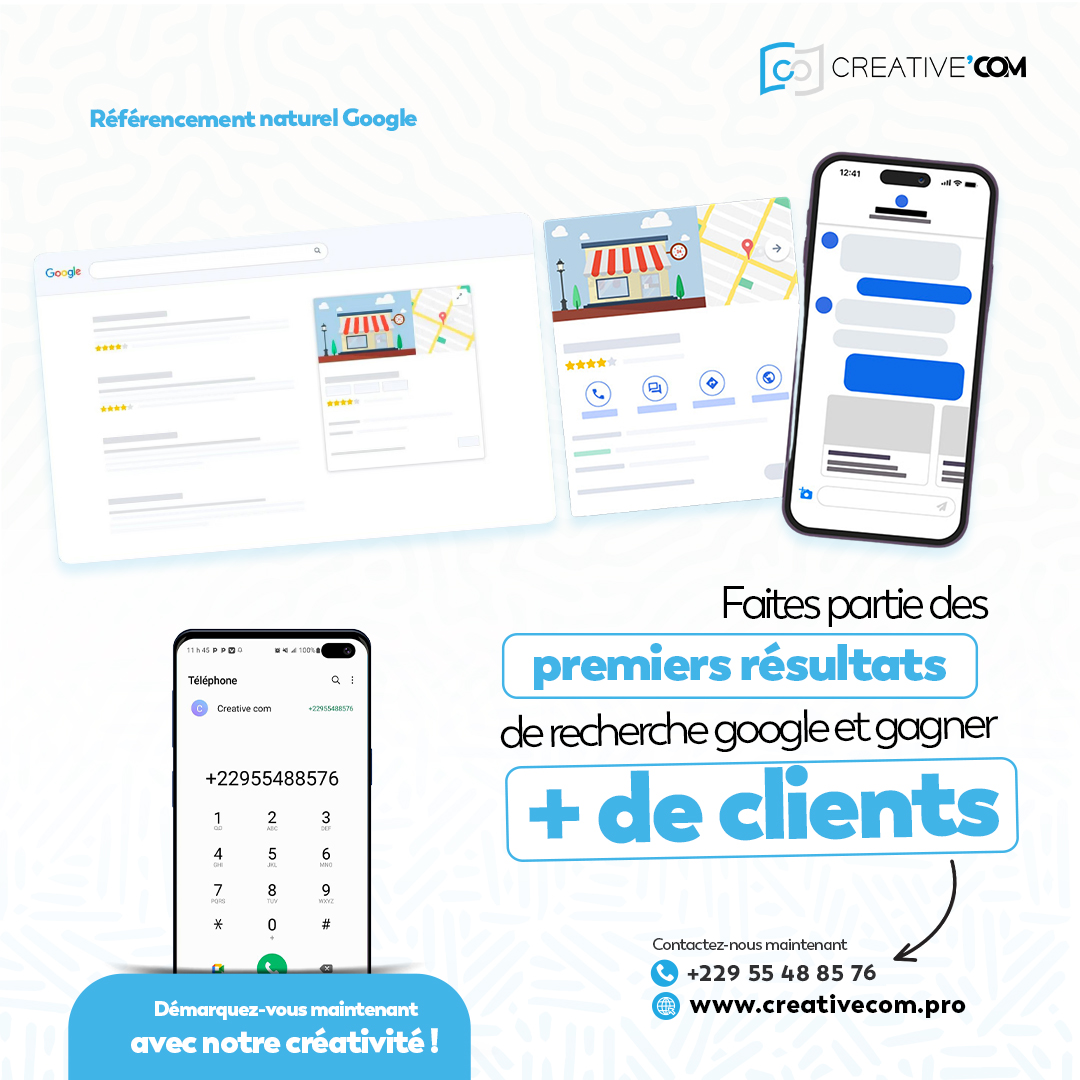 CREATIVE'COM
Référencement naturel Google
Google
12:41
Faites partie des
premiers résultats
de recherche google et gagner
+ de clients
11 h 45 P P V
100%
Téléphone
C Creative com +22955488576
+22955488576
1 2 3
QO ABC DEF
4 5 6
GHI JKL MNO
7 8 9
PQRS TUV WXYZ
* 0 #
+
Contactez-nous maintenant
+229 55 48 85 76
www.creativecom.pro
Démarquez-vous maintenant
avec notre créativité !